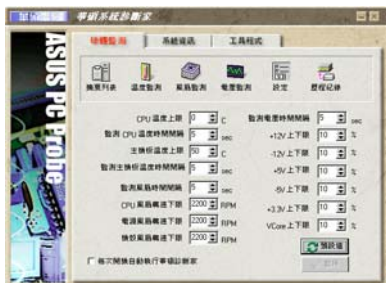 華碩系統診斷家
ASUS PC Probe
硬體監測 系統資訊 工具程式
摘要列表 溫度監測 風扇監測 電壓監測 設定 歷程紀錄
CPU 溫度上限 0 C
監測 CPU 溫度時間間隔 5 sec
主機板溫度上限 50 C
監測主機板溫度時間間隔 5 sec
監測風扇時間間隔 5 sec
CPU 風扇轉速下限 2200 RPM
電源風扇轉速下限 2200 RPM
機殼風扇轉速下限 2200 RPM
監測電壓時間間隔 5 sec
+12V 上下限 10 %
-12V 上下限 10 %
+5V 上下限 10 %
-5V 上下限 10 %
+3.3V 上下限 10 %
VCore 上下限 10 %
預設值
每次開機自動執行華碩診斷家